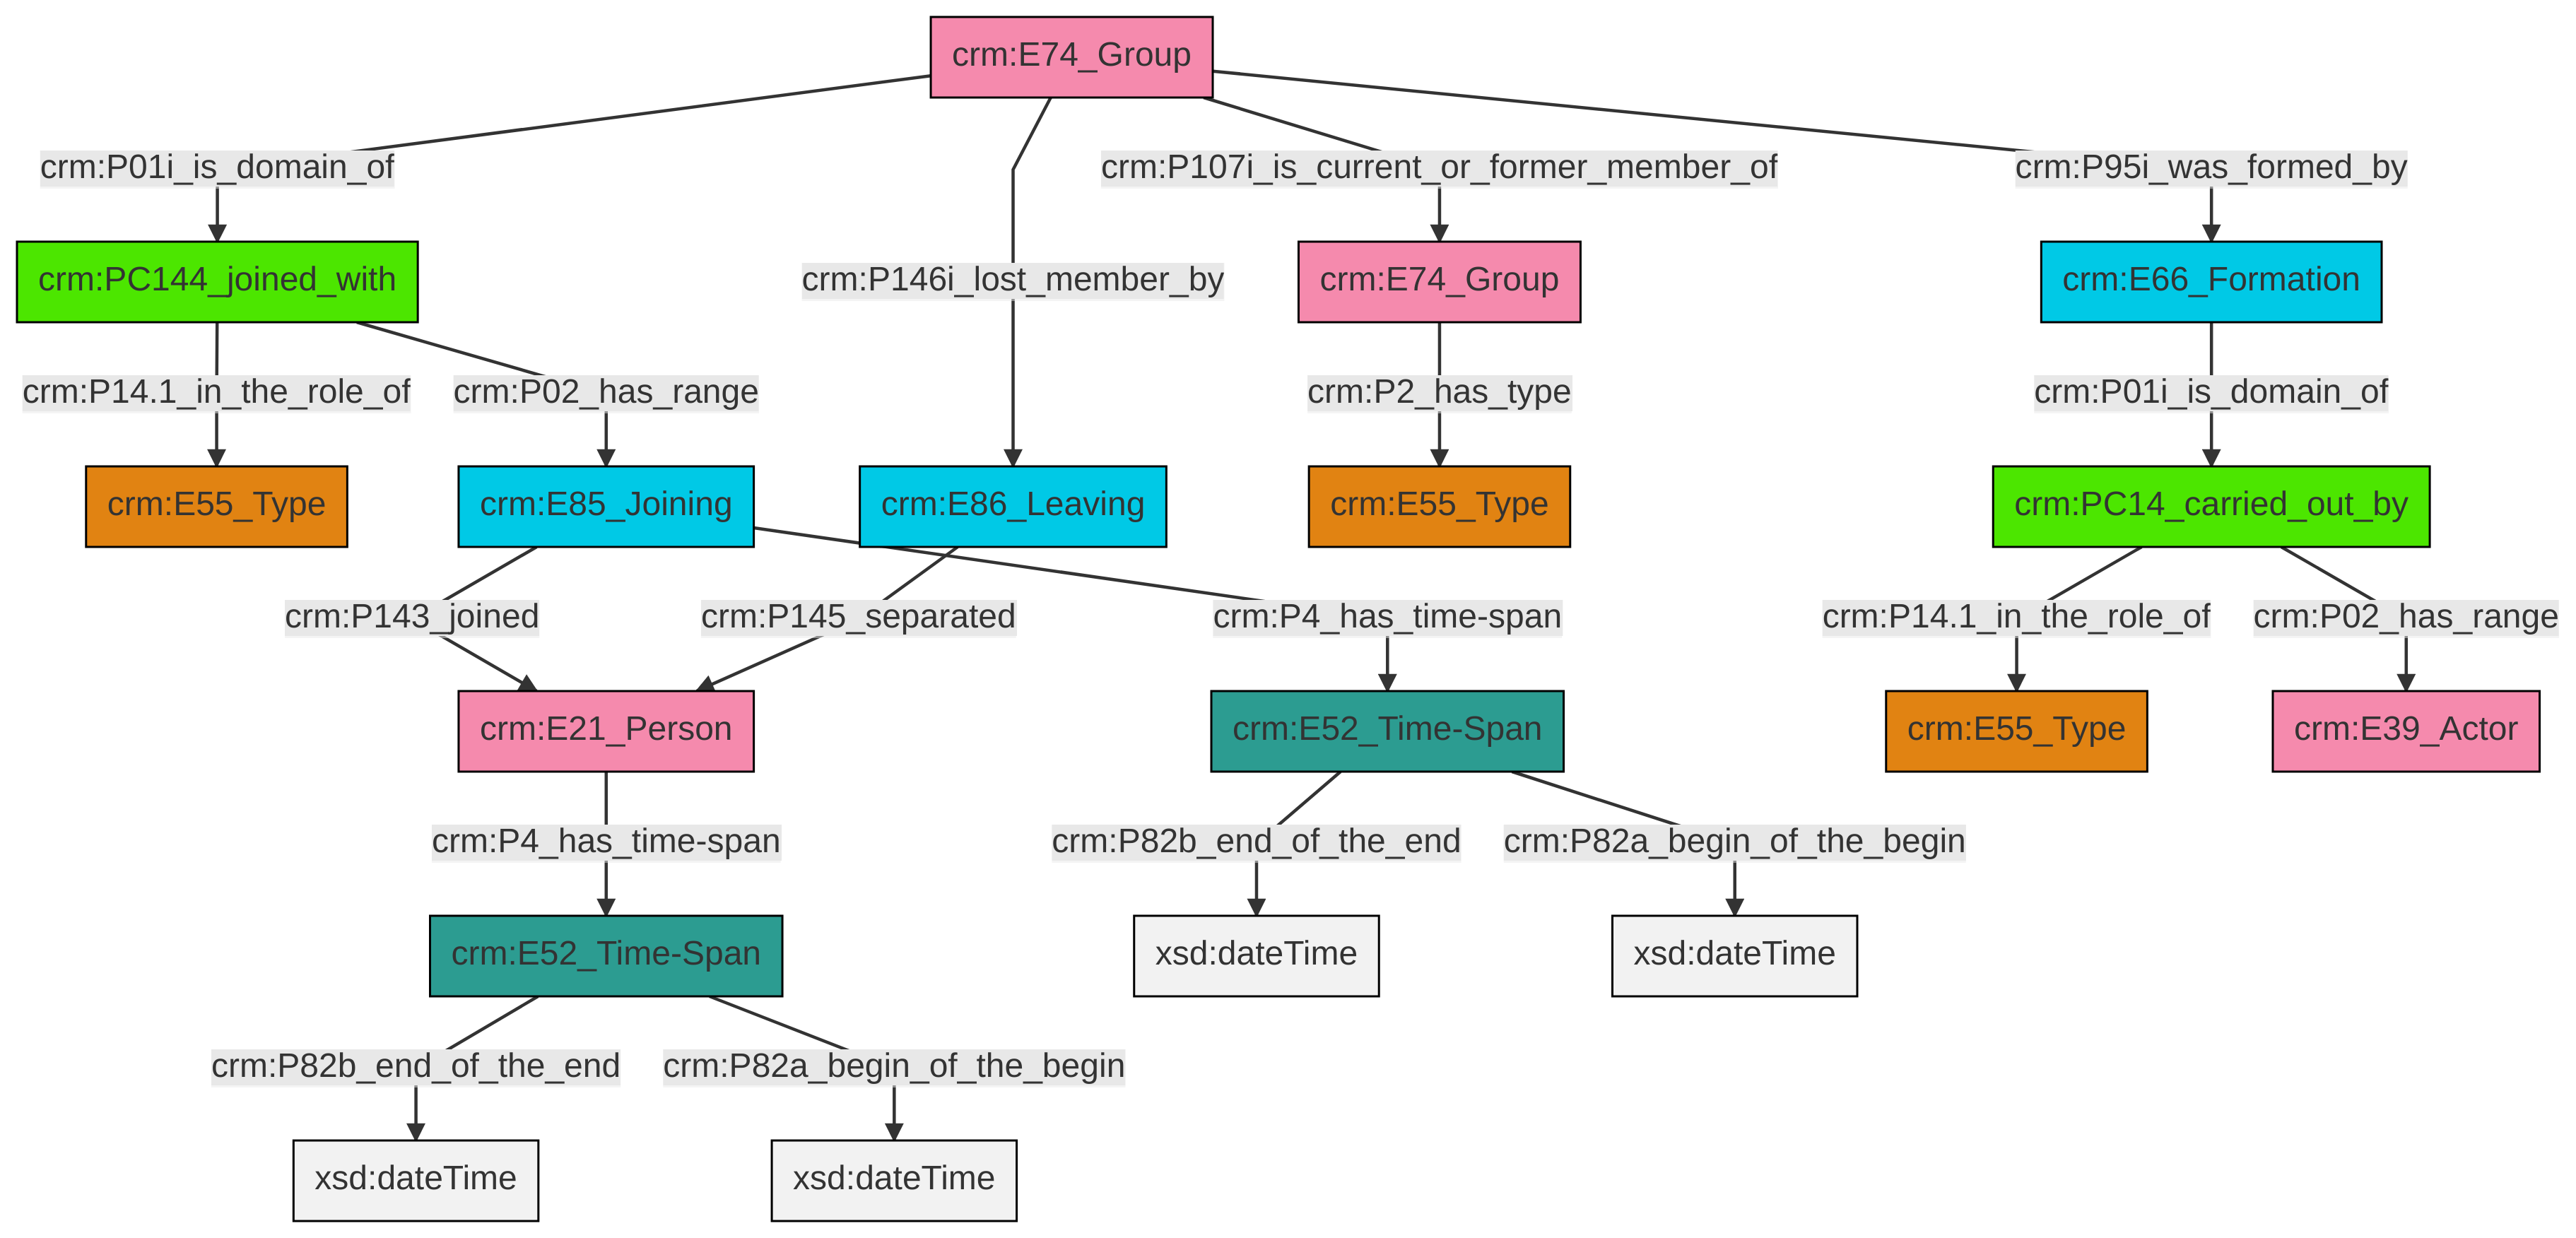 crm:E74_Group
crm:P01i_is_domain_of
crm:P107i_is_current_or_former_member_of
crm:P95i_was_formed_by
crm:PC144_joined_with
crm:P146i_lost_member_by
crm:E74_Group
crm:E66_Formation
crm:P14.1_in_the_role_of
crm:P02_has_range
crm:P2_has_type
crm:P01i_is_domain_of
crm:E55_Type
crm:E85_Joining
crm:E86_Leaving
crm:E55_Type
crm:PC14_carried_out_by
crm:P143_joined
crm:P145_separated
crm:P4_has_time-span
crm:P14.1_in_the_role_of
crm:P02_has_range
crm:E21_Person
crm:E52_Time-Span
crm:E55_Type
crm:E39_Actor
crm:P4_has_time-span
crm:P82b_end_of_the_end
crm:P82a_begin_of_the_begin
crm:E52_Time-Span
xsd:dateTime
xsd:dateTime
crm:P82b_end_of_the_end
crm:P82a_begin_of_the_begin
xsd:dateTime
xsd:dateTime